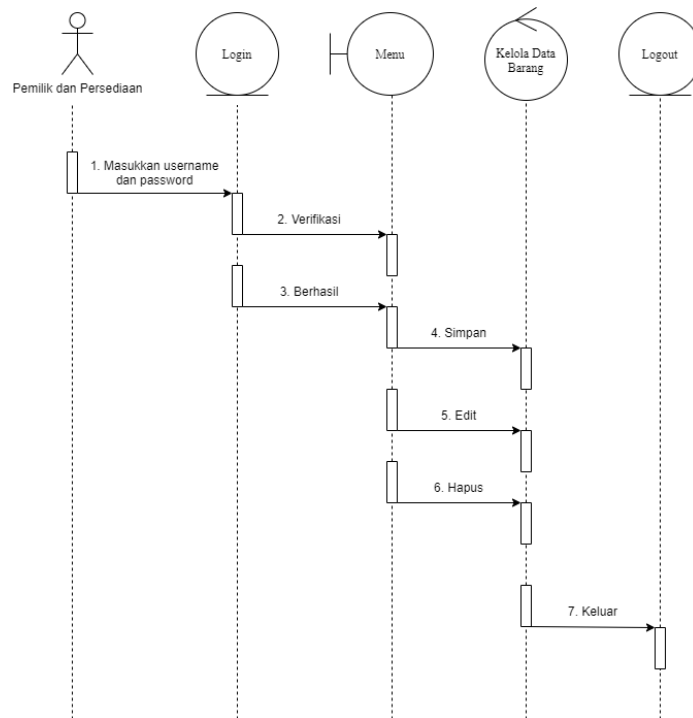 Login
Menu
Kelola Data
Barang
Logout
Pemilik dan Persediaan
1. Masukkan username
dan password
2. Verifikasi
3. Berhasil
4. Simpan
5. Edit
6. Hapus
7. Keluar